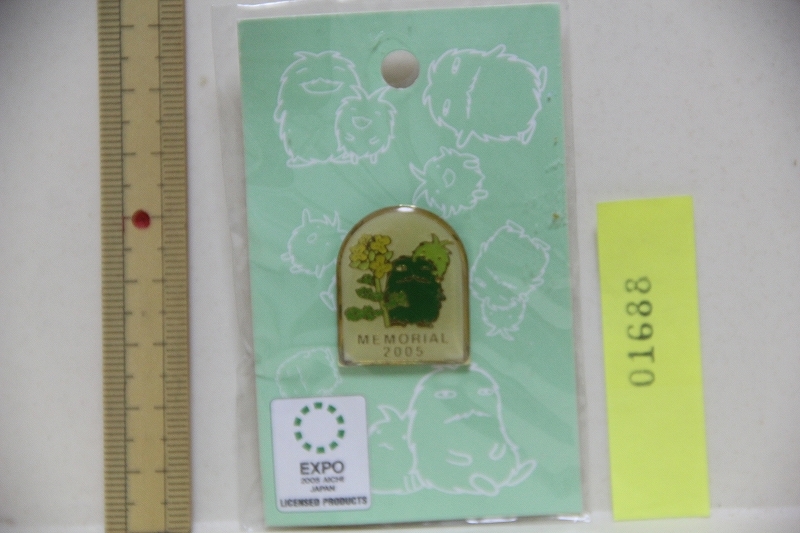 MEMORIAL
2005
EXPO
2005 AICHI
JAPAN
LICENSED PRODUCTS
01688